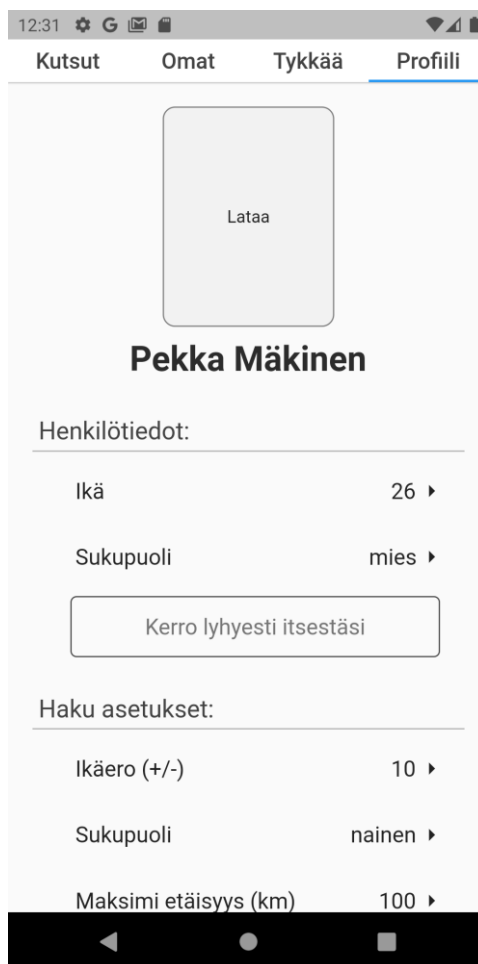 12:31
Kutsut Omat Tykkää Profiili
Lataa
Pekka Mäkinen
Henkilötiedot:
Ikä 26
Sukupuoli mies
Kerro lyhyesti itsestäsi
Haku asetukset:
Ikäero (+/-) 10
Sukupuoli nainen
Maksimi etäisyys (km) 100